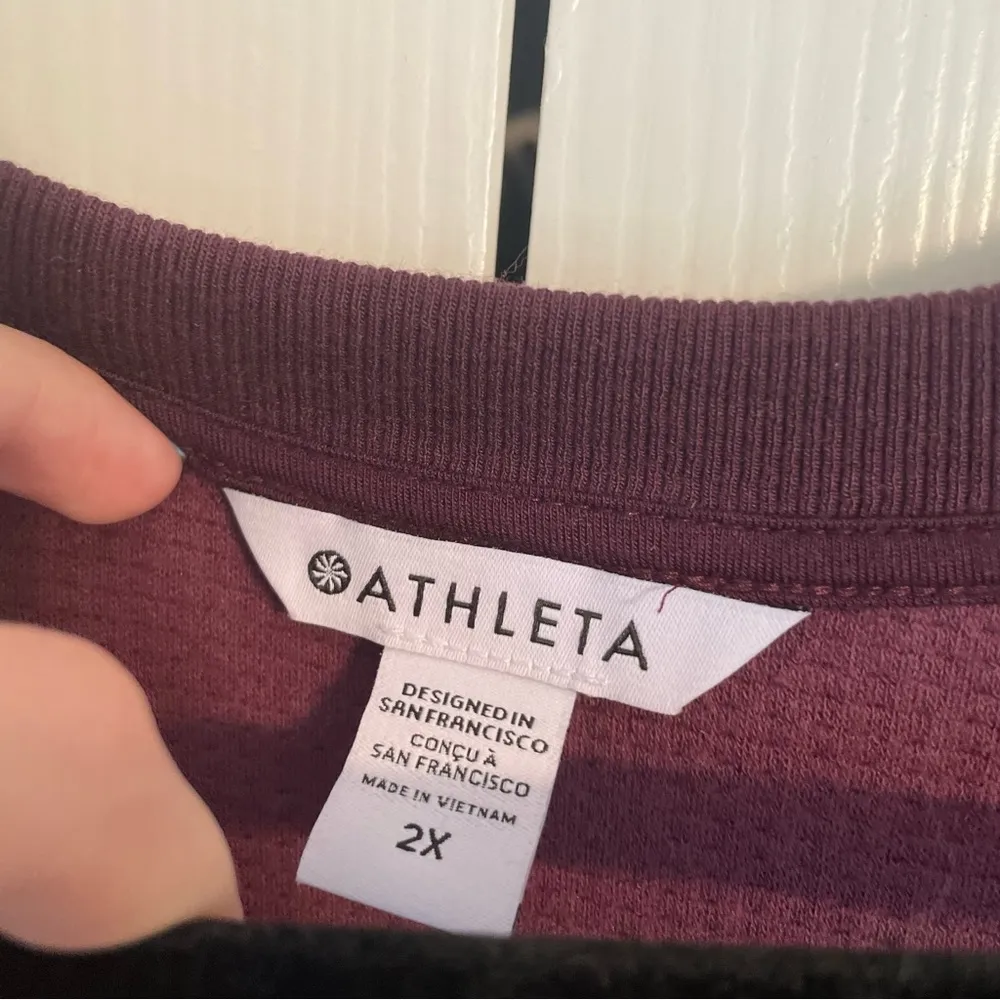 ATHLETA
DESIGNED IN
SAN FRANCISCO
CONÇU À
SAN FRANCISCO
MADE IN VIETNAM
2X